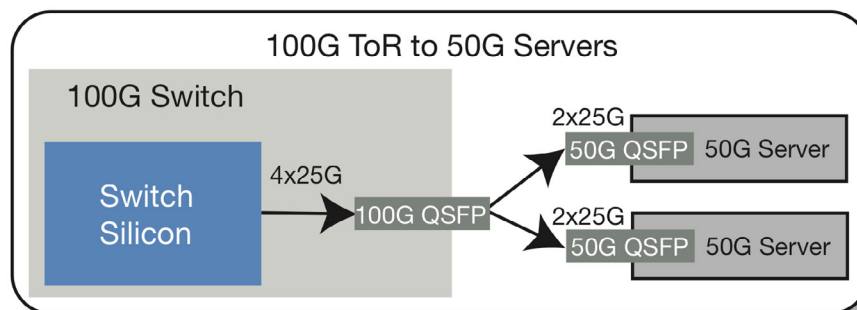 100G ToR to 50G Servers
100G Switch
Switch
Silicon
4x25G
100G QSFP
2x25G
50G QSFP
50G Server
2x25G
50G QSFP
50G Server